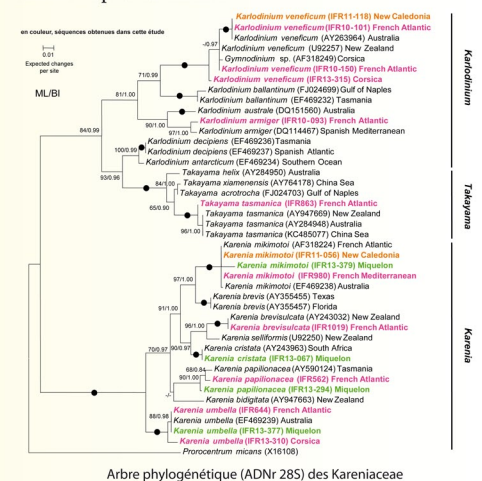 en couleur, séquences obtenues dans cette étude
0.01
Expected changes
per site
ML/BI
Karlodinium veneficum (IFR11-118) New Caledonia
Karlodinium veneficum (IFR10-101) French Atlantic
Karlodinium veneficum (AY263964) Australia
Karlodinium veneficum (U92257) New Zealand
-/0.97
Gymnodinium sp. (AF318249) Corsica
Karlodinium veneficum (IFR10-150) French Atlantic
Karlodinium veneficum (IFR13-315) Corsica
71/0.99
Karlodinium ballantinum (FJ024699) Gulf of Naples
Karlodinium ballantinum (EF469232) Tasmania
81/1.00
Karlodinium australe (DQ151560) Australia
Karlodinium armiger (IFR10-093) French Atlantic
90/1.00
97/1.00
Karlodinium armiger (DQ114467) Spanish Mediterranean
84/0.99
Karlodinium decipiens (EF469236) Tasmania
100/0.99
Karlodinium decipiens (EF469237) Spanish Atlantic
Karlodinium antarcticum (EF469234) Southern Ocean
93/0.96
Karlodinium
Takayama helix (AY284950) Australia
Takayama xiamenensis (AY764178) China Sea
84/1.00
Takayama acrotrocha (FJ024703) Gulf of Naples
Takayama tasmanica (IFR863) French Atlantic
65/0.90
Takayama tasmanica (AY947669) New Zealand
Takayama tasmanica (AY284948) Australia
96/1.00
Takayama tasmanica (KC485077) China Sea
Takayama
Karenia mikimotoi (AF318224) French Atlantic
Karenia mikimotoi (IFR11-056) New Caledonia
Karenia mikimotoi (IFR13-379) Miquelon
Karenia mikimotoi (IFR980) French Mediterranean
97/1.00
Karenia mikimotoi (EF469238) Australia
Karenia brevis (AY355455) Texas
Karenia brevis (AY355457) Florida
91/1.00
Karenia brevisulcata (AY243032) New Zealand
96/1.00
Karenia brevisulcata (IFR1019) French Atlantic
Karenia selliformis (U92250) New Zealand
70/0.97
90/0.97
Karenia cristata (AY243963) South Africa
Karenia cristata (IFR13-067) Miquelon
68/0.84
Karenia papilionacea (AY590124) Tasmania
90/1.00
Karenia papilionacea (IFR562) French Atlantic
Karenia papilionacea (IFR13-294) Miquelon
-/-
Karenia bidigitata (AY947663) New Zealand
Karenia umbella (IFR644) French Atlantic
88/0.98
Karenia umbella (EF469239) Australia
Karenia umbella (IFR13-377) Miquelon
Karenia umbella (IFR13-310) Corsica
Karenia
Prorocentrum micans (X16108)
Arbre phylogénétique (ADNr 28S) des Kareniaceae